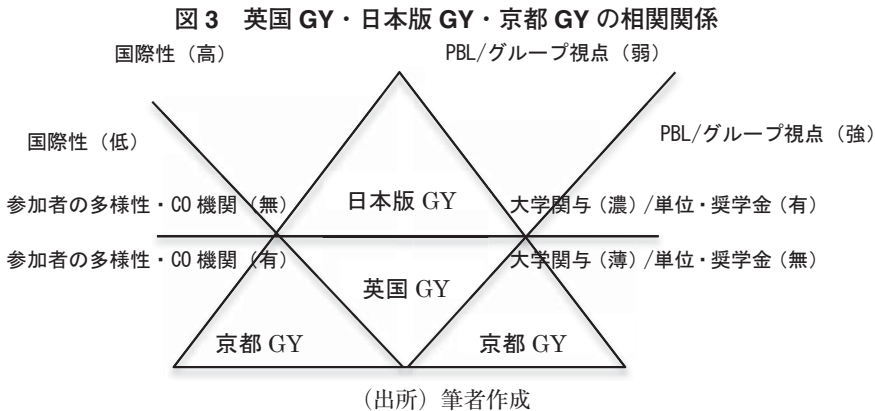 図3 英国 GY・日本版 GY・京都 GY の相関関係
国際性（高）
PBL/グループ視点（弱）
国際性（低）
PBL/グループ視点（強）
参加者の多様性・CO 機関（無）
日本版 GY
大学関与（濃）/単位・奨学金（有）
参加者の多様性・CO 機関（有）
大学関与（薄）/単位・奨学金（無）
英国 GY
京都 GY
京都 GY
（出所）筆者作成